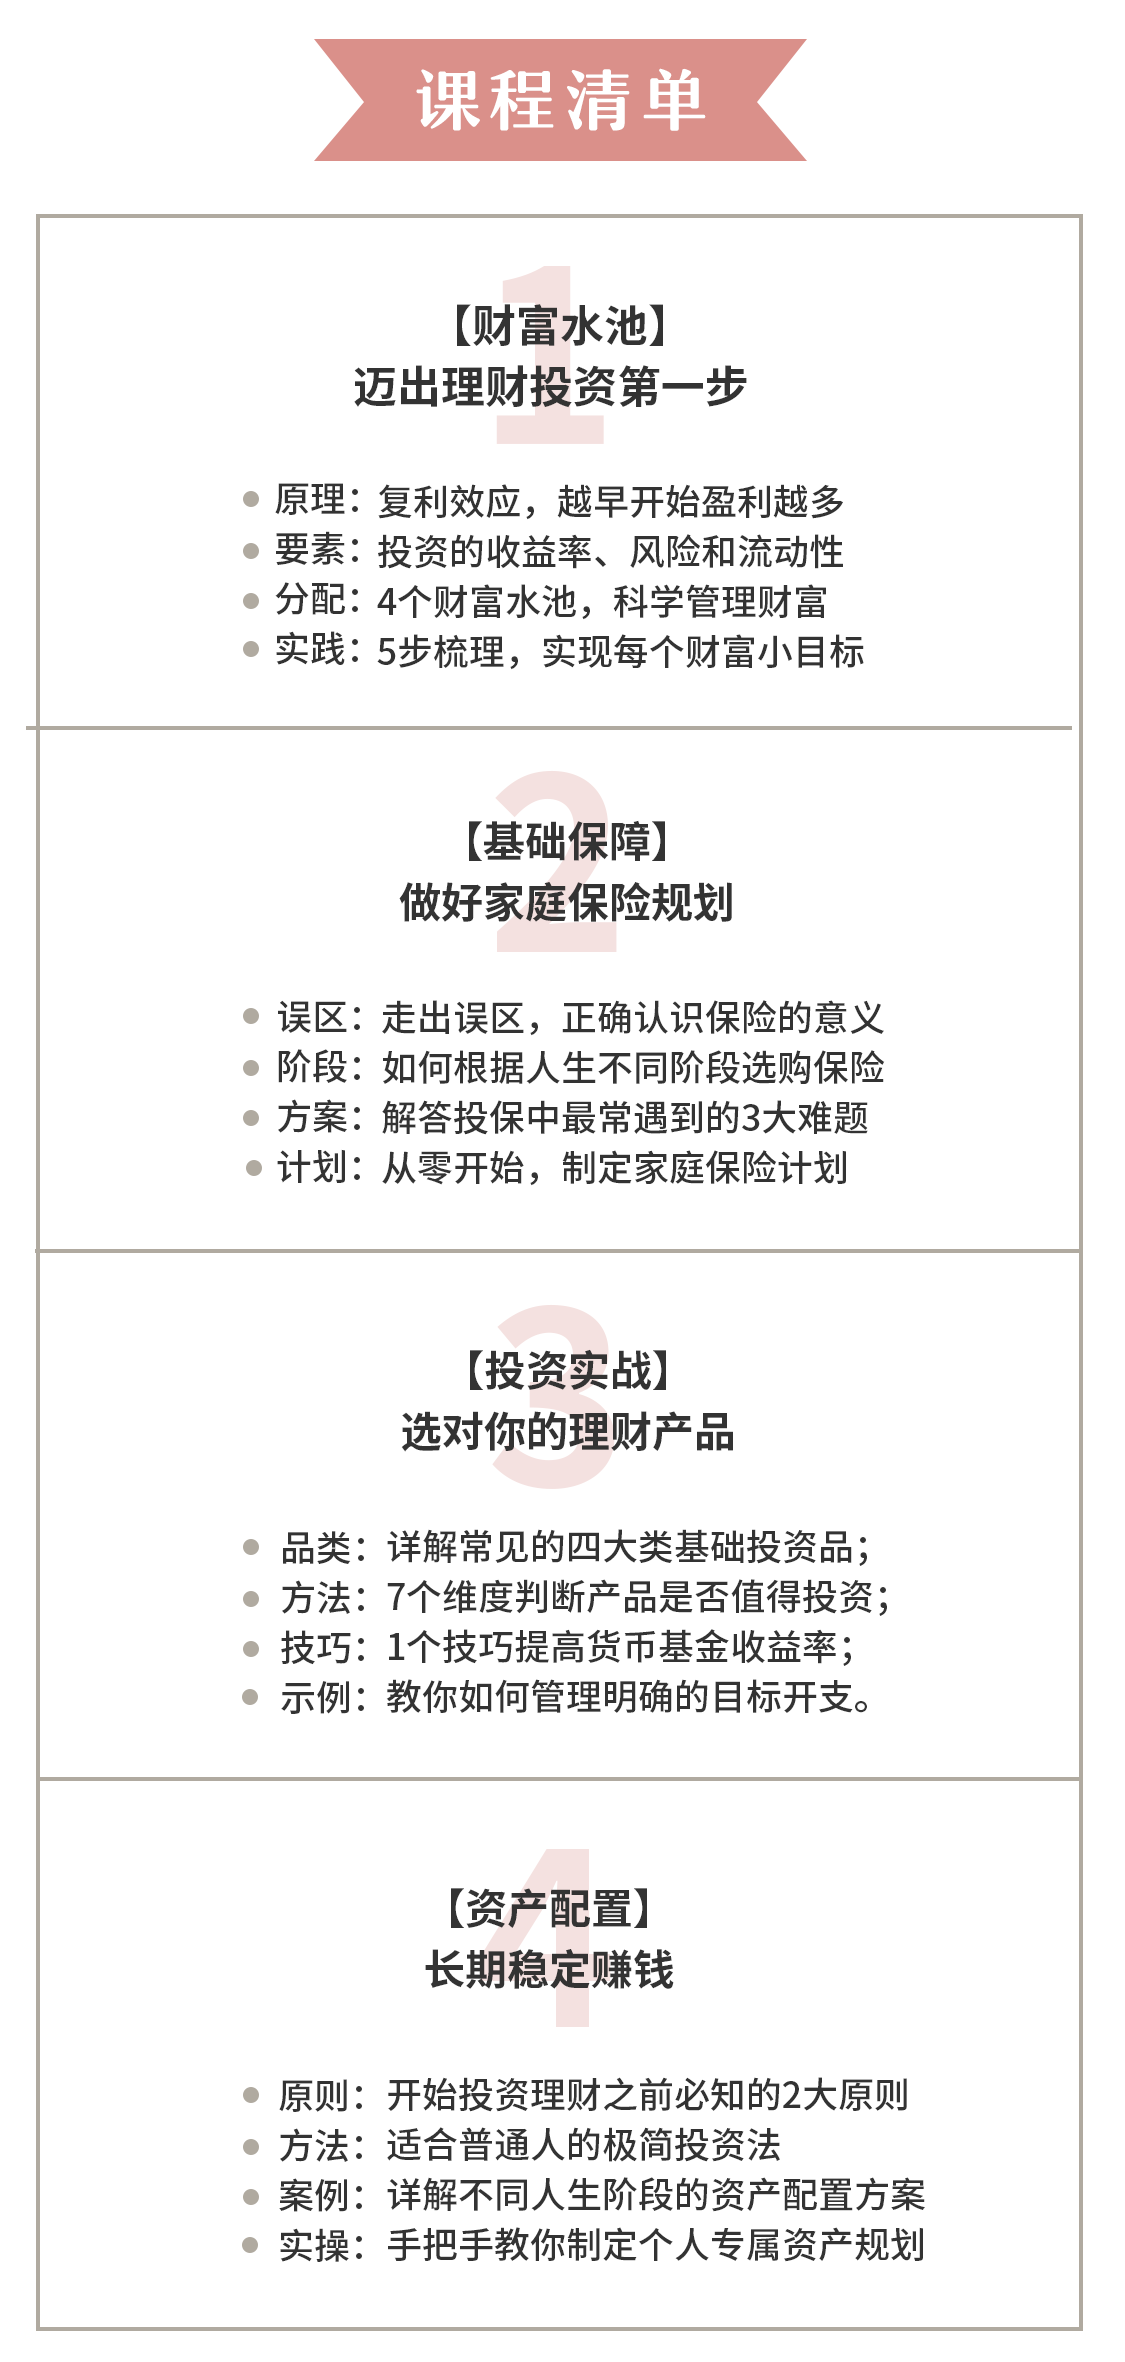 课程清单
1
【财富水池】
迈出理财投资第一步
原理：复利效应，越早开始盈利越多
要素：投资的收益率、风险和流动性
分配：4个财富水池，科学管理财富
实践：5步梳理，实现每个财富小目标
2
【基础保障】
做好家庭保险规划
误区：走出误区，正确认识保险的意义
阶段：如何根据人生不同阶段选购保险
方案：解答投保中最常遇到的3大难题
计划：从零开始，制定家庭保险计划
3
【投资实战】
选对你的理财产品
品类：详解常见的四大类基础投资品；
方法：7个维度判断产品是否值得投资；
技巧：1个技巧提高货币基金收益率；
示例：教你如何管理明确的目标开支。
4
【资产配置】
长期稳定赚钱
原则：开始投资理财之前必知的2大原则
方法：适合普通人的极简投资法
案例：详解不同人生阶段的资产配置方案
实操：手把手教你制定个人专属资产规划